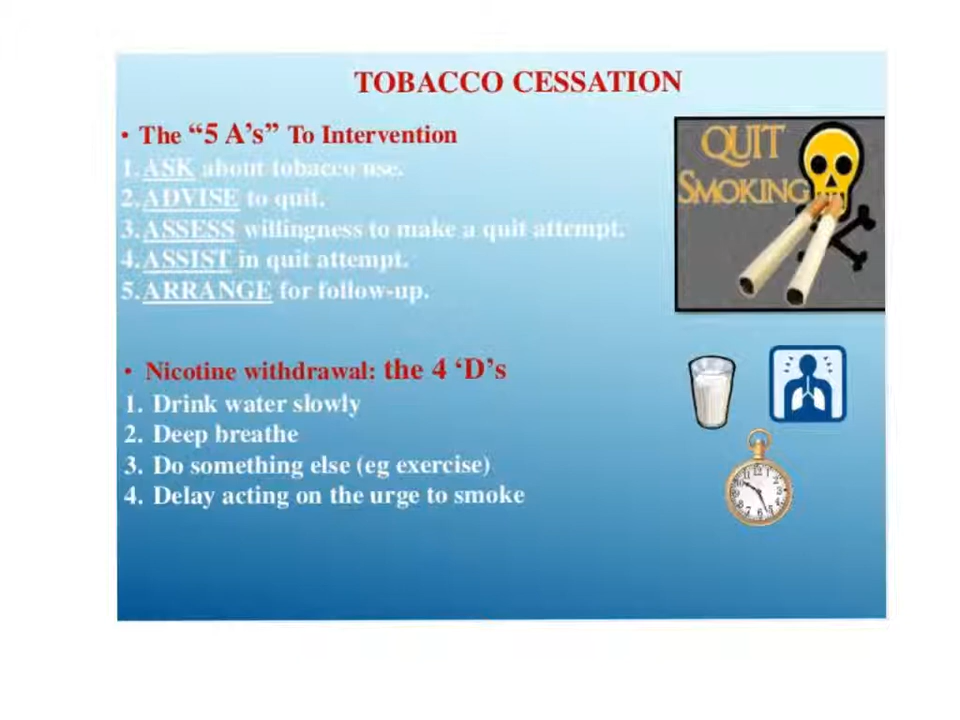 TOBACCO CESSATION
• The “5 A’s” To Intervention
1. ASK about tobacco use.
2. ADVISE to quit.
3. ASSESS willingness to make a quit attempt.
4. ASSIST in quit attempt.
5. ARRANGE for follow-up.
QUIT
SMOKING
• Nicotine withdrawal: the 4 ‘D’s
1. Drink water slowly
2. Deep breathe
3. Do something else (eg exercise)
4. Delay acting on the urge to smoke